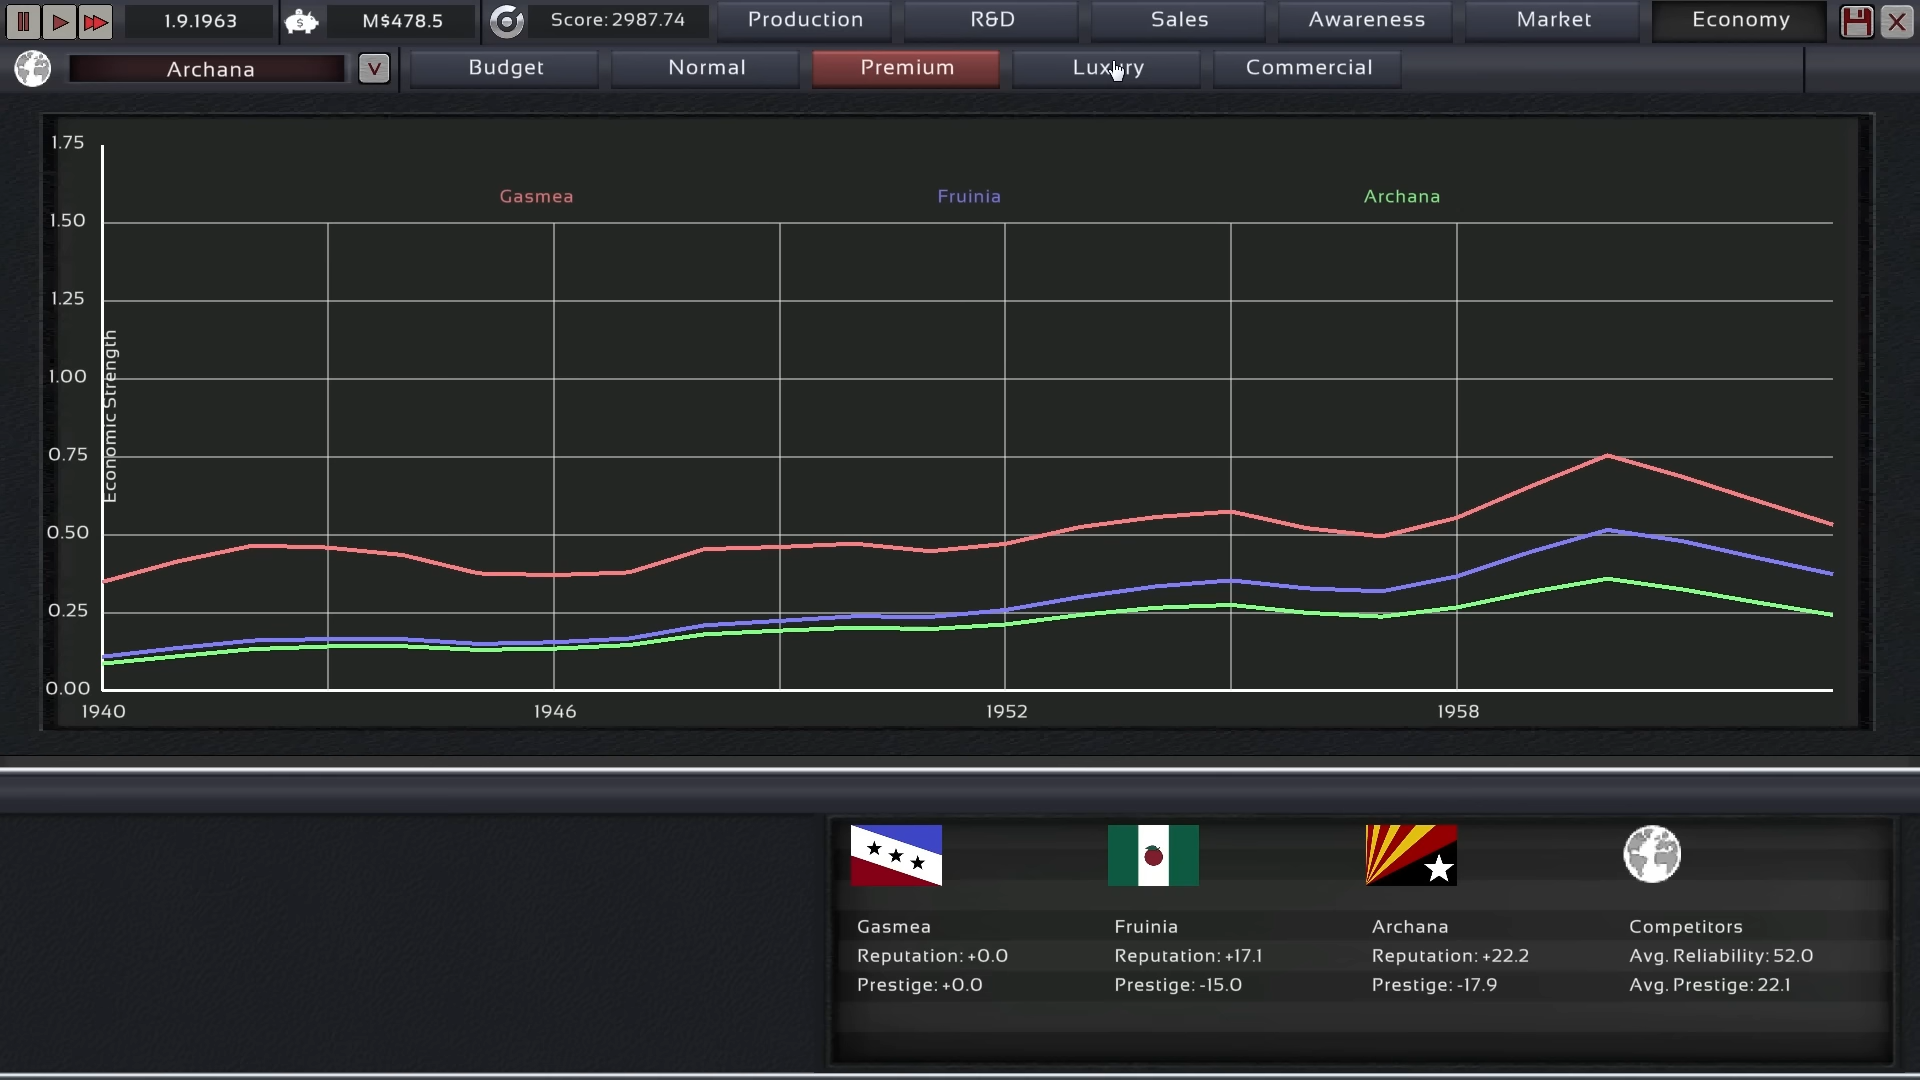 1.9.1963
M$478.5
Score: 2987.74
Production
R&D
Sales
Awareness
Market
Economy
Archana
V
Budget
Normal
Premium
Luxury
Commercial
1.75
1.50
1.25
1.00
0.75
0.50
0.25
0.00
Economic Strength
Gasmea
Fruinia
Archana
1940
1946
1952
1958
Gasmea
Reputation: +0.0
Prestige: +0.0
Fruinia
Reputation: +17.1
Prestige: -15.0
Archana
Reputation: +22.2
Prestige: -17.9
Competitors
Avg. Reliability: 52.0
Avg. Prestige: 22.1